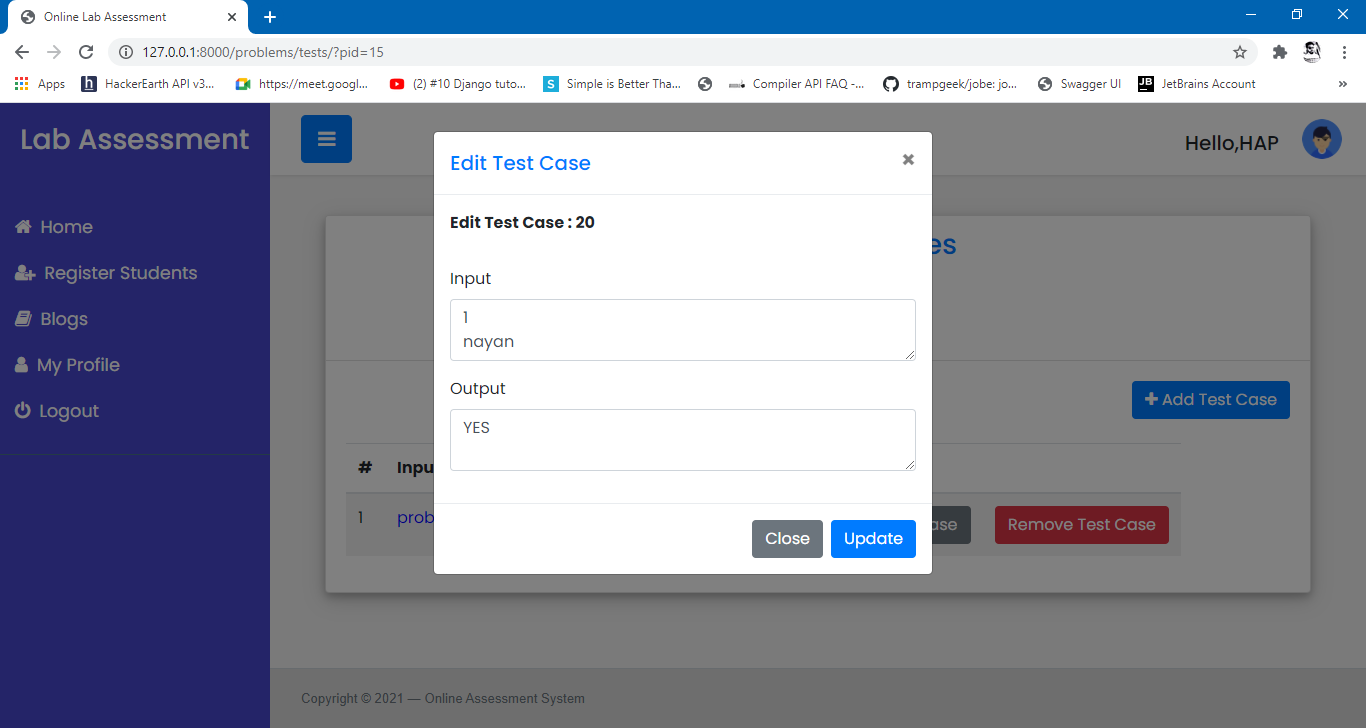 Online Lab Assessment
127.0.0.1:8000/problems/tests/?pid=15
Apps
HackerEarth API v3...
https://meet.googl...
(2) #10 Django tuto...
Simple is Better Tha...
Compiler API FAQ -...
trampgeek/jobe: jo...
Swagger UI
JetBrains Account
»
Lab Assessment
Home
Register Students
Blogs
My Profile
Logout
Hello,HAP
Edit Test Case
×
Edit Test Case : 20
Input
1
nayan
Output
YES
Close
Update
es
+ Add Test Case
# Inpu
1 prob
ase
Remove Test Case
Copyright © 2021 — Online Assessment System